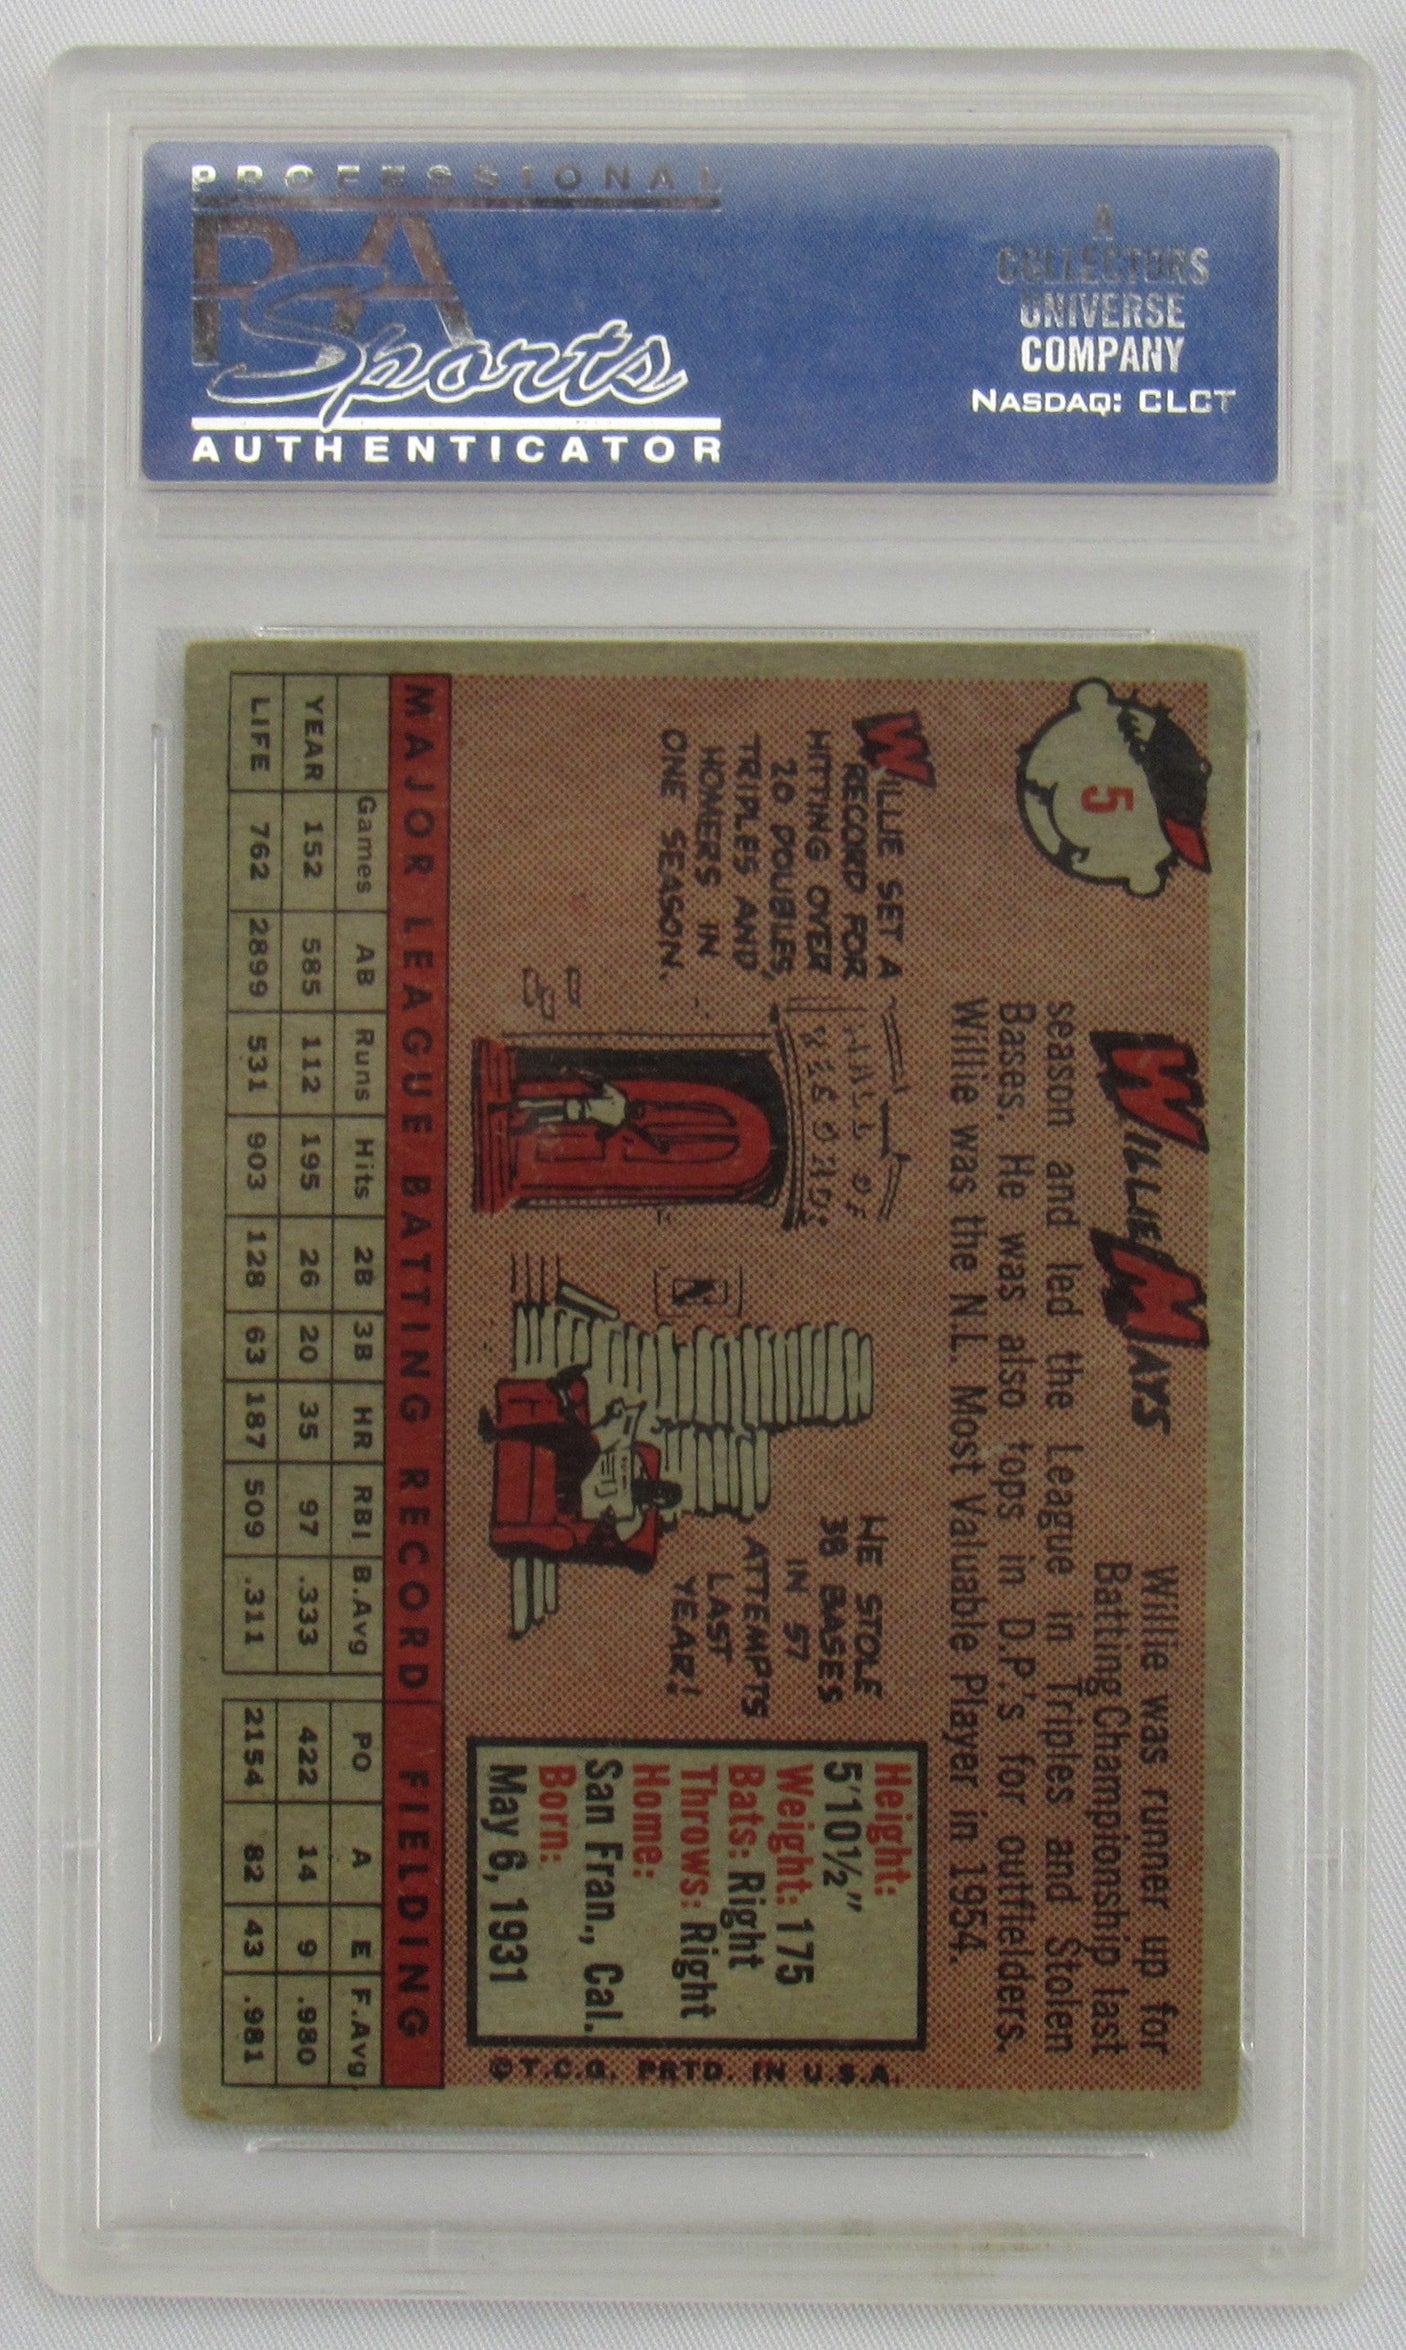 PROFESSIONAL
PSA
Sports
AUTHENTICATOR
A
COLLECTORS
UNIVERSE
COMPANY
NASDAQ: CLCT
5
WILLIE MAYS
Willie was runner up for
Batting Championship last
season and led the League in Triples and Stolen
Bases. He was also tops in D.P.'s for outfielders.
Willie was the N.L. Most Valuable Player in 1954.
WILLIE SET A
RECORD FOR
HITTING OVER
20 DOUBLES,
TRIPLES AND
HOMERS IN
ONE SEASON.
HALL OF
RECORDS
HE STOLE
38 BASES
IN 57
ATTEMPTS
LAST
YEAR!
Height:
5'10½"
Weight: 175
Bats: Right
Throws: Right
Home:
San Fran., Cal.
Born:
May 6, 1931
© T.C.G. PRTD. IN U.S.A.
MAJOR LEAGUE BATTING RECORD FIELDING
Games AB Runs Hits 2B 3B HR RBI B.Avg PO A E F.Avg.
YEAR 152 585 112 195 26 20 35 97 .333 422 14 9 .980
LIFE 762 2899 531 903 128 63 187 509 .311 2154 82 43 .981